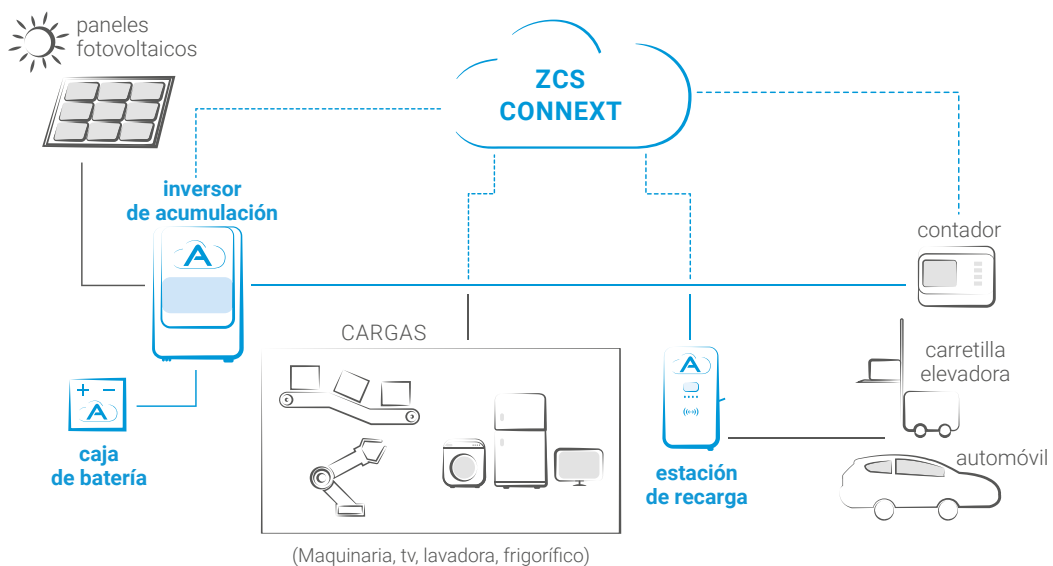 paneles
fotovoltaicos
ZCS
CONNEXT
inversor
de acumulación
A
contador
CARGAS
carretilla
elevadora
A
+ −
A
caja
de batería
estación
de recarga
automóvil
(Maquinaria, tv, lavadora, frigorífico)